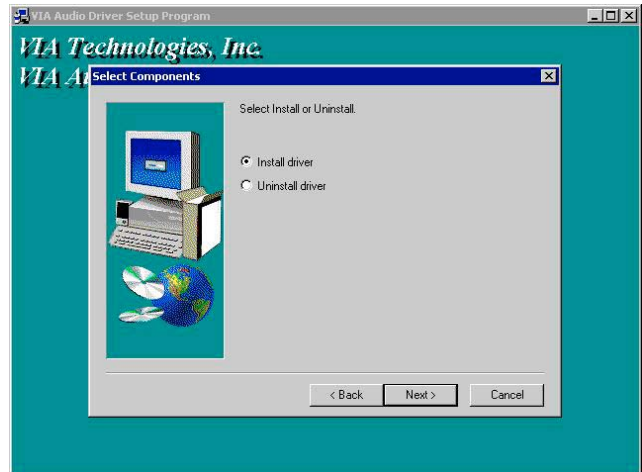 VIA Audio Driver Setup Program
VIA Technologies, Inc.
VIA
Select Components
Select Install or Uninstall.
Install driver
Uninstall driver
< Back
Next >
Cancel